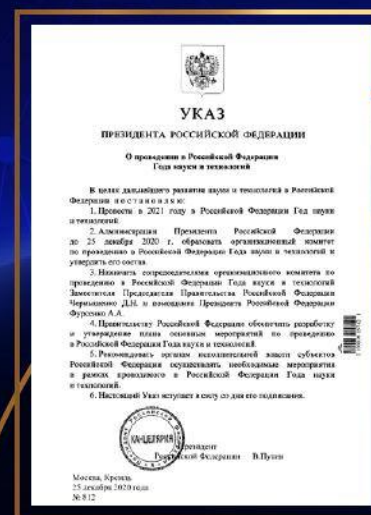 УКАЗ
ПРЕЗИДЕНТА РОССИЙСКОЙ ФЕДЕРАЦИИ
О проведении в Российской Федерации
Года науки и технологий
В целях дальнейшего развития науки и технологий в Российской
Федерации п о с т а н о в л я ю:
1. Провести в 2021 году в Российской Федерации Год науки
и технологий.
2. Администрации Президента Российской Федерации
до 25 декабря 2020 г. образовать организационный комитет
по проведению в Российской Федерации Года науки и технологий и
утвердить его состав.
3. Назначить сопредседателями организационного комитета по
проведению в Российской Федерации Года науки и технологий
Заместителя Председателя Правительства Российской Федерации
Чернышенко Д.Н. и помощника Президента Российской Федерации
Фурсенко А.А.
4. Правительству Российской Федерации обеспечить разработку
и утверждение плана основных мероприятий по проведению
в Российской Федерации Года науки и технологий.
5. Рекомендовать органам исполнительной власти субъектов
Российской Федерации осуществлять необходимые мероприятия
в рамках проводимого в Российской Федерации Года науки
и технологий.
6. Настоящий Указ вступает в силу со дня его подписания.
КАНЦЕЛЯРИЯ
Президент
Российской Федерации В.Путин
Москва, Кремль
25 декабря 2020 года
№ 812